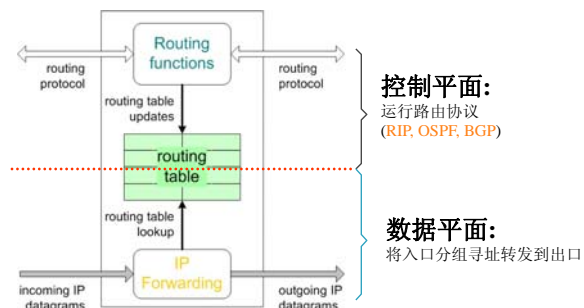 Routing
functions
routing
protocol
routing
protocol
routing table
updates
控制平面:
运行路由协议
(RIP, OSPF, BGP)
routing
table
routing table
lookup
数据平面:
将入口分组寻址转发到出口
IP
Forwarding
incoming IP
datagrams
outgoing IP
datagrams